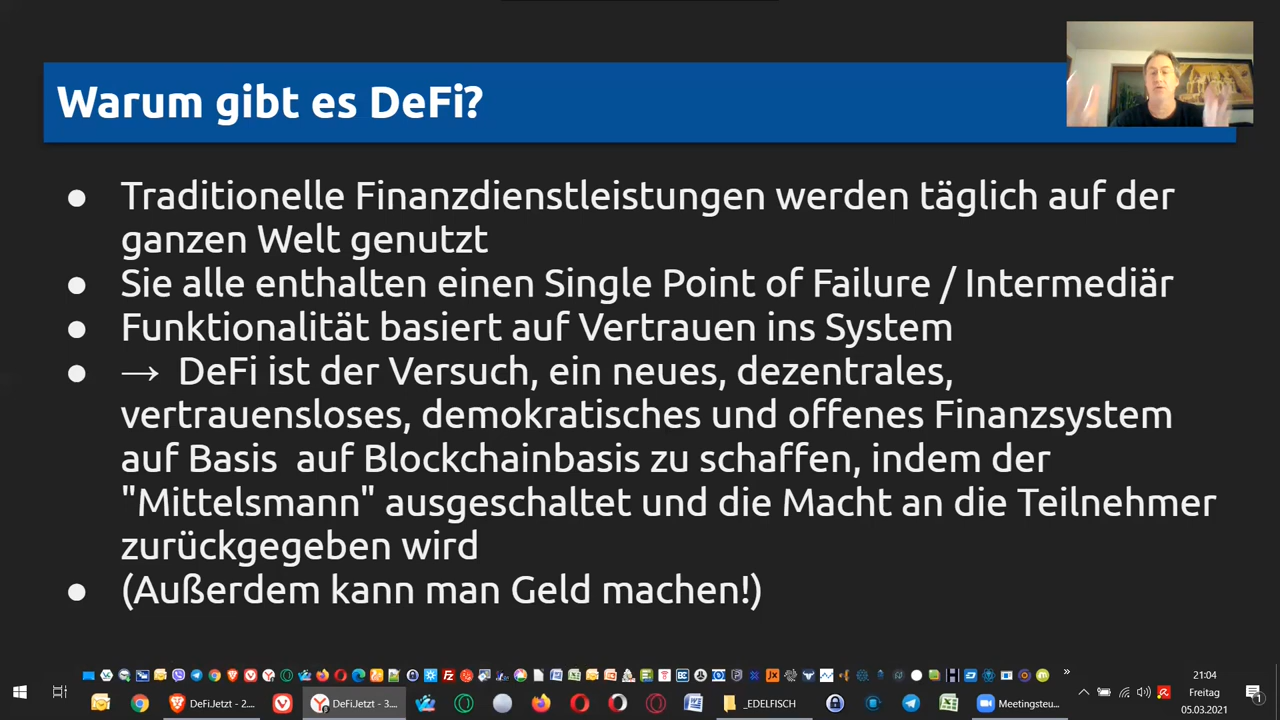 Warum gibt es DeFi?
● Traditionelle Finanzdienstleistungen werden täglich auf der
ganzen Welt genutzt
● Sie alle enthalten einen Single Point of Failure / Intermediär
● Funktionalität basiert auf Vertrauen ins System
● → DeFi ist der Versuch, ein neues, dezentrales,
vertrauensloses, demokratisches und offenes Finanzsystem
auf Basis auf Blockchainbasis zu schaffen, indem der
"Mittelsmann" ausgeschaltet und die Macht an die Teilnehmer
zurückgegeben wird
● (Außerdem kann man Geld machen!)
DeFiJetzt - 2....
DeFiJetzt - 3....
_EDELFISCH
Meetingsteu...
21:04
Freitag
05.03.2021